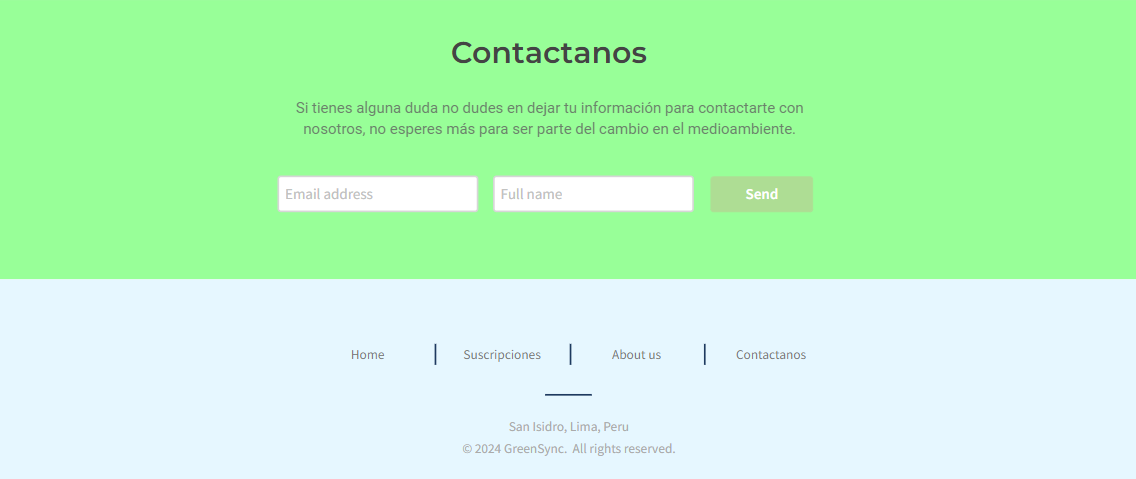 Contactanos
Si tienes alguna duda no dudes en dejar tu información para contactarte con
nosotros, no esperes más para ser parte del cambio en el medioambiente.
Email address
Full name
Send
Home
Suscripciones
About us
Contactanos
San Isidro, Lima, Peru
© 2024 GreenSync. All rights reserved.